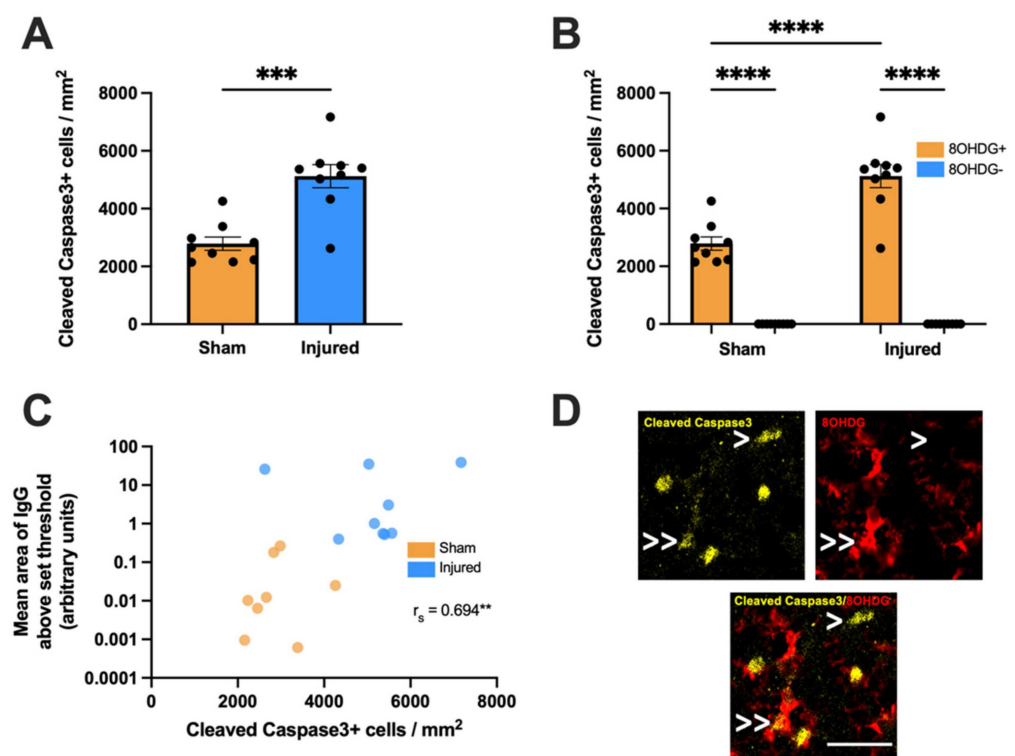 A
Cleaved Caspase3+ cells / mm²
8000
6000
4000
2000
0
***
Sham
Injured
B
Cleaved Caspase3+ cells / mm²
8000
6000
4000
2000
0
****
****
****
8OHDG+
8OHDG-
Sham
Injured
C
Mean area of IgG
above set threshold
(arbitrary units)
100
10
1
0.1
0.01
0.001
0.0001
0
2000
4000
6000
8000
Sham
Injured
rₛ = 0.694**
Cleaved Caspase3+ cells / mm²
D
Cleaved Caspase3
>
>>
8OHDG
>
>>
Cleaved Caspase3/8OHDG
>
>>